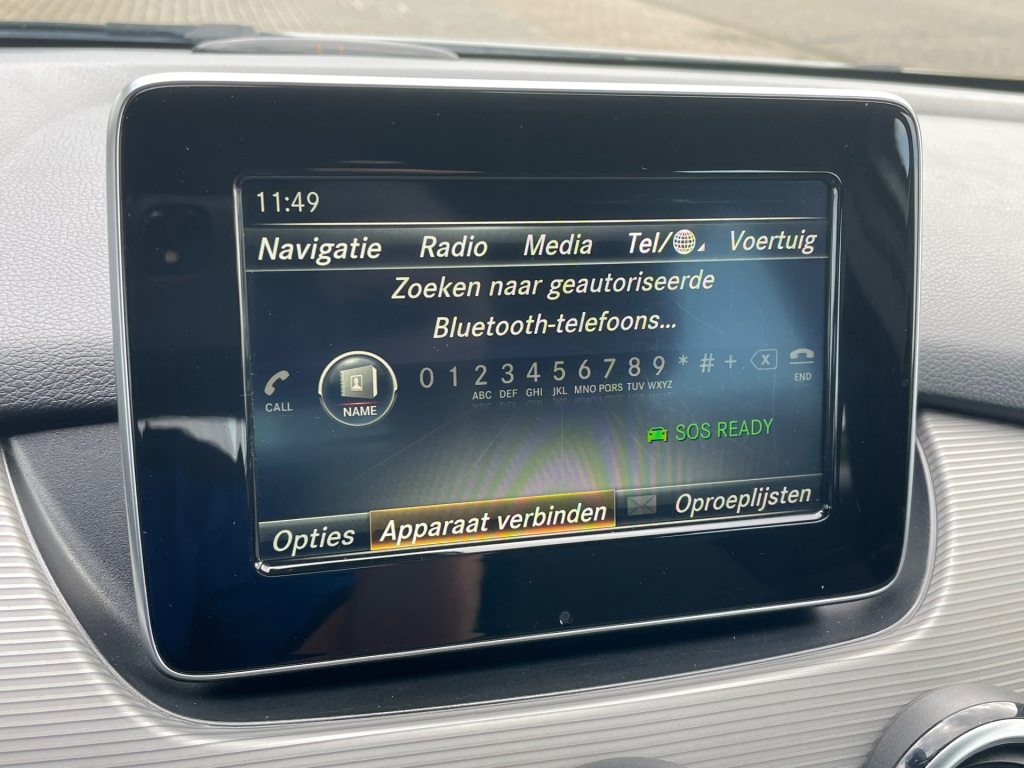 11:49
Navigatie Radio Media Tel/ Voertuig
Zoeken naar geautoriseerde
Bluetooth-telefoons...
0 1 2 3 4 5 6 7 8 9 * # + X
ABC DEF GHI JKL MNO PQRS TUV WXYZ
CALL NAME END
SOS READY
Opties Apparaat verbinden Oproeplijsten